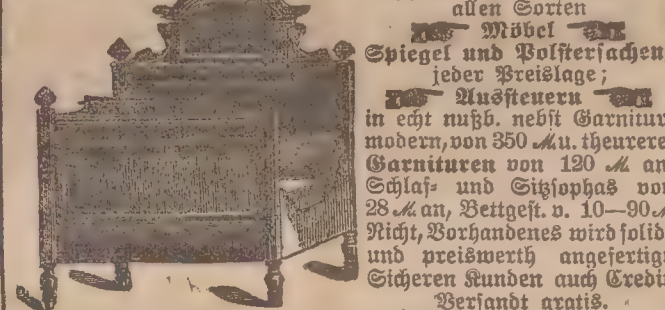 allen Sorten
Möbel
Spiegel und Polstersachen
jeder Preislage;
Aussteuern
in echt nußb. nebst Garnitur
modern, von 350 M. u. theurere
Garnituren von 120 M. an
Schlaf- und Sitzsophas von
28 M. an, Bettgest. v. 10—90 M
Nicht, Vorhandenes wird solid
und preiswerth angefertigt
Sicheren Kunden auch Credit
Versandt gratis.